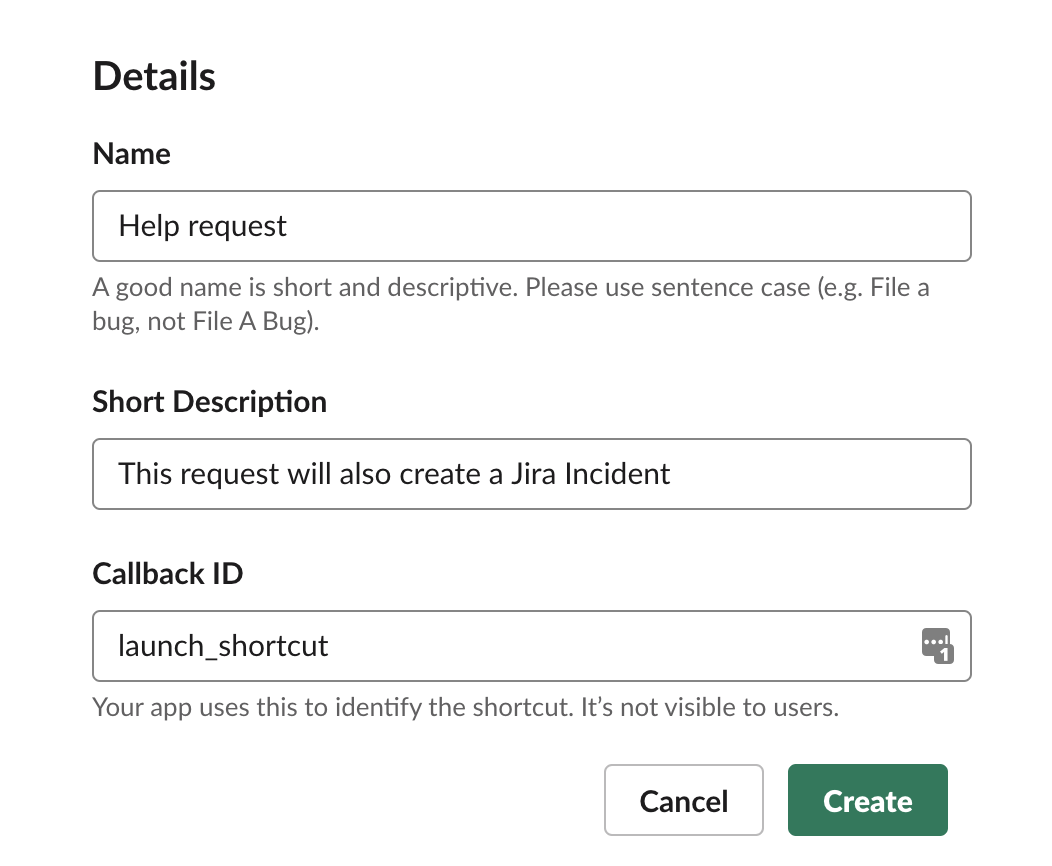 Details
Name
Help request
A good name is short and descriptive. Please use sentence case (e.g. File a
bug, not File A Bug).
Short Description
This request will also create a Jira Incident
Callback ID
launch_shortcut
1
Your app uses this to identify the shortcut. It’s not visible to users.
Cancel
Create